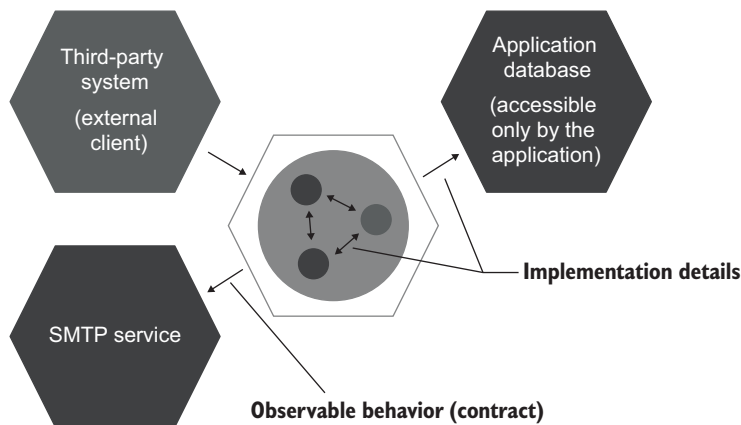 Third-party
system
(external
client)
Application
database
(accessible
only by the
application)
Implementation details
SMTP service
Observable behavior (contract)